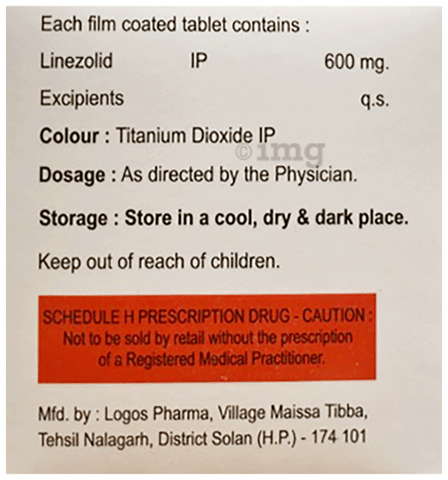 Each film coated tablet contains :
Linezolid IP 600 mg.
Excipients q.s.
Colour : Titanium Dioxide IP
©1mg
Dosage : As directed by the Physician.
Storage : Store in a cool, dry & dark place.
Keep out of reach of children.
SCHEDULE H PRESCRIPTION DRUG - CAUTION :
Not to be sold by retail without the prescription
of a Registered Medical Practitioner.
Mfd. by : Logos Pharma, Village Maissa Tibba,
Tehsil Nalagarh, District Solan (H.P.) - 174 101